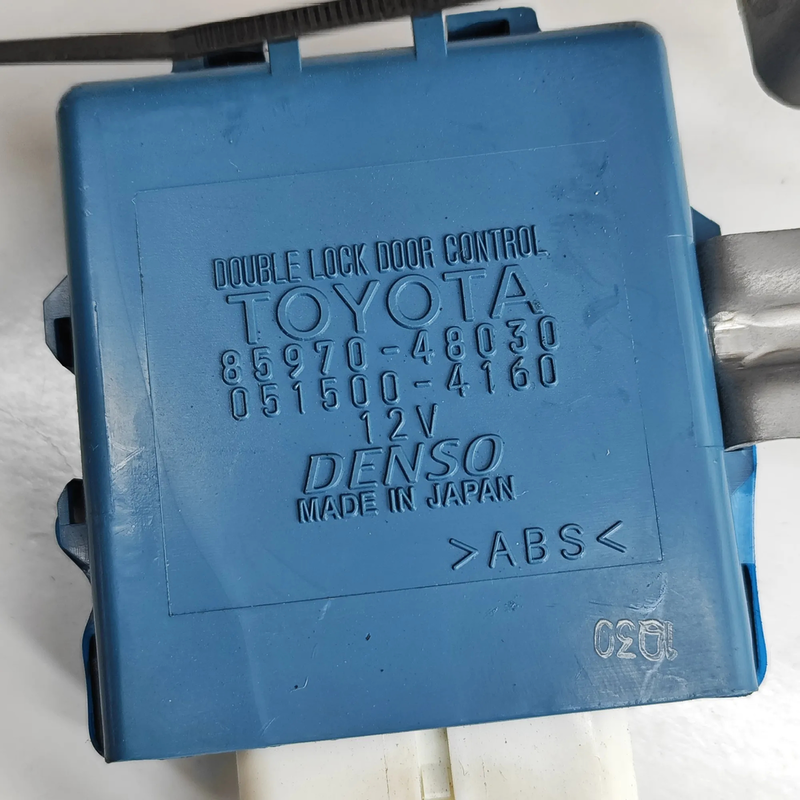 DOUBLE LOCK DOOR CONTROL
TOYOTA
85970-48030
051500-4160
12V
DENSO
MADE IN JAPAN
>ABS<